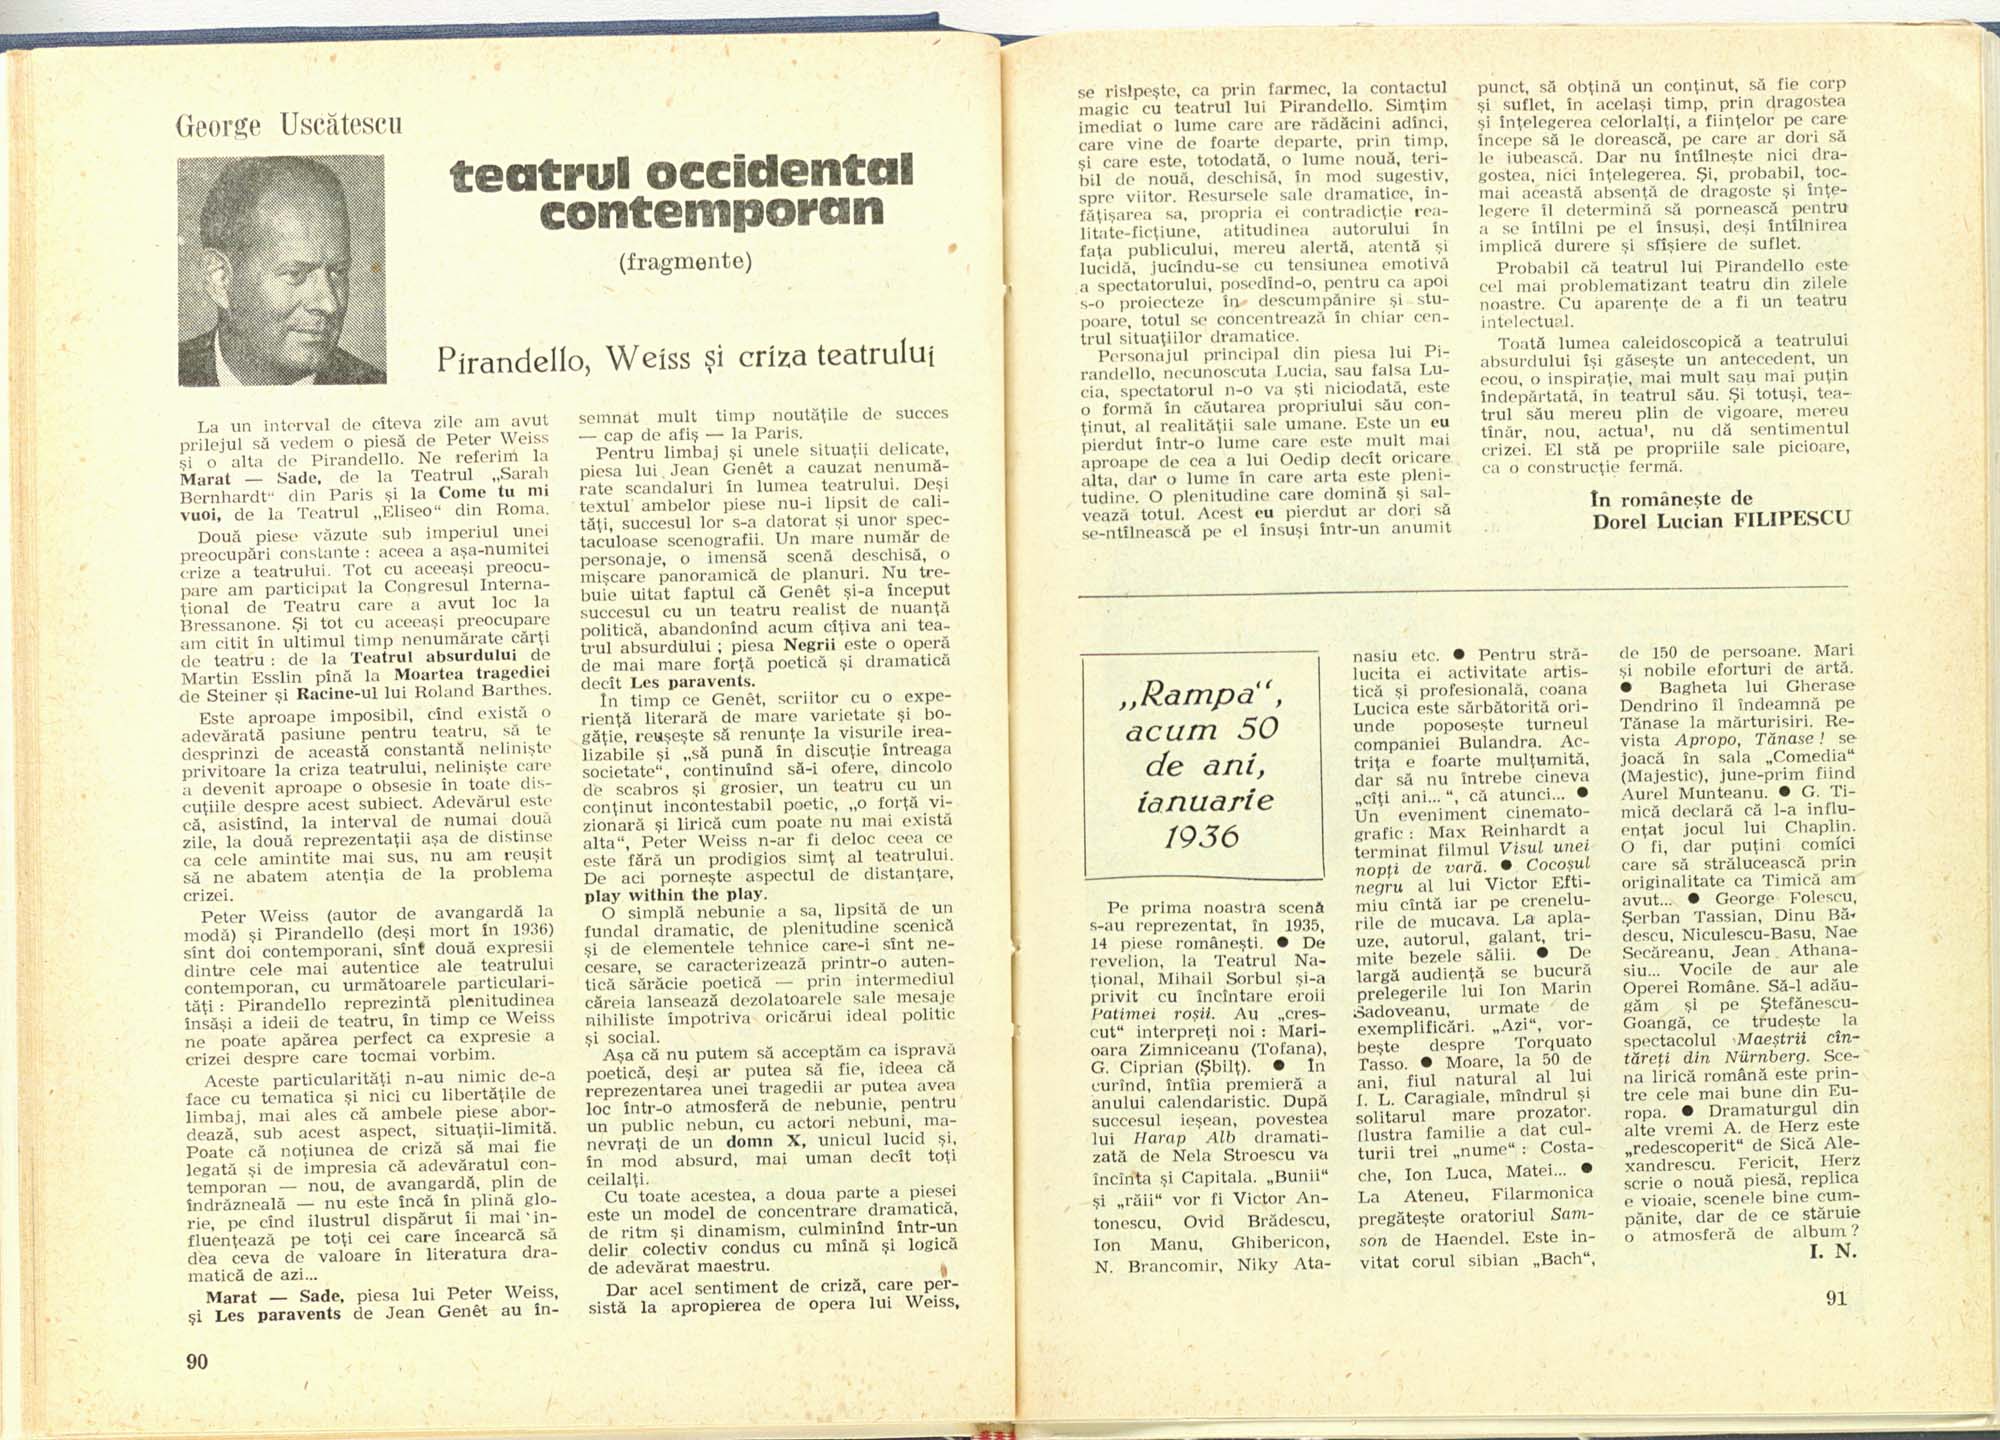 George Uscătescu
teatrul occidental
contemporan
(fragmente)
Pirandello, Weiss și criza teatrului
La un interval de cîteva zile am avut
prilejul să vedem o piesă de Peter Weiss
și o alta de Pirandello. Ne referim la
Marat — Sade, de la Teatrul „Sarah
Bernhardt“ din Paris și la Come tu mi
vuoi, de la Teatrul „Eliseo“ din Roma.
Două piese văzute sub imperiul unei
preocupări constante : aceea a așa-numitei
crize a teatrului. Tot cu aceeași preocu-
pare am participat la Congresul Interna-
țional de Teatru care a avut loc la
Bressanone. Și tot cu aceeași preocupare
am citit în ultimul timp nenumărate cărți
de teatru : de la Teatrul absurdului de
Martin Esslin pînă la Moartea tragediei
de Steiner și Racine-ul lui Roland Barthes.
Este aproape imposibil, cînd există o
adevărată pasiune pentru teatru, să te
desprinzi de această constantă neliniște
privitoare la criza teatrului, neliniște care
a devenit aproape o obsesie în toate dis-
cuțiile despre acest subiect. Adevărul este
că, asistînd, la interval de numai două
zile, la două reprezentații așa de distinse
ca cele amintite mai sus, nu am reușit
să ne abatem atenția de la problema
crizei.
Peter Weiss (autor de avangardă la
modă) și Pirandello (deși mort în 1936)
sînt doi contemporani, sînt două expresii
dintre cele mai autentice ale teatrului
contemporan, cu următoarele particulari-
tăți : Pirandello reprezintă plenitudinea
însăși a ideii de teatru, în timp ce Weiss
ne poate apărea perfect ca expresie a
crizei despre care tocmai vorbim.
Aceste particularități n-au nimic de-a
face cu tematica și nici cu libertățile de
limbaj, mai ales că ambele piese abor-
dează, sub acest aspect, situații-limită.
Poate că noțiunea de criză să mai fie
legată și de impresia că adevăratul con-
temporan — nou, de avangardă, plin de
îndrăzneală — nu este încă în plină glo-
rie, pe cînd ilustrul dispărut îi mai in-
fluențează pe toți cei care încearcă să
dea ceva de valoare în literatura dra-
matică de azi...
Marat — Sade, piesa lui Peter Weiss,
și Les paravents de Jean Genêt au în-
semnat mult timp noutățile de succes
— cap de afiș — la Paris.
Pentru limbaj și unele situații delicate,
piesa lui Jean Genêt a cauzat nenumă-
rate scandaluri în lumea teatrului. Deși
textul ambelor piese nu-i lipsit de cali-
tăți, succesul lor s-a datorat și unor spec-
taculoase scenografii. Un mare număr de
personaje, o imensă scenă deschisă, o
mișcare panoramică de planuri. Nu tre-
buie uitat faptul că Genêt și-a început
succesul cu un teatru realist de nuanță
politică, abandonînd acum cîțiva ani tea-
trul absurdului ; piesa Negrii este o operă
de mai mare forță poetică și dramatică
decît Les paravents.
În timp ce Genêt, scriitor cu o expe-
riență literară de mare varietate și bo-
găție, reușește să renunțe la visurile irea-
lizabile și „să pună în discuție întreaga
societate“, continuînd să-i ofere, dincolo
de scabros și grosier, un teatru cu un
conținut incontestabil poetic, „o forță vi-
zionară și lirică cum poate nu mai există
alta“, Peter Weiss n-ar fi deloc ceea ce
este fără un prodigios simț al teatrului.
De aci pornește aspectul de distanțare,
play within the play.
O simplă nebunie a sa, lipsită de un
fundal dramatic, de plenitudine scenică
și de elementele tehnice care-i sînt ne-
cesare, se caracterizează printr-o auten-
tică sărăcie poetică — prin intermediul
căreia lansează dezolatoarele sale mesaje
nihiliste împotriva oricărui ideal politic
și social.
Așa că nu putem să acceptăm ca ispravă
poetică, deși ar putea să fie, ideea că
reprezentarea unei tragedii ar putea avea
loc într-o atmosferă de nebunie, pentru
un public nebun, cu actori nebuni, ma-
nevrați de un domn X, unicul lucid și,
în mod absurd, mai uman decît toți
ceilalți.
Cu toate acestea, a doua parte a piesei
este un model de concentrare dramatică,
de ritm și dinamism, culminînd într-un
delir colectiv condus cu mînă și logică
de adevărat maestru.
Dar acel sentiment de criză, care per-
sistă la apropierea de opera lui Weiss,
90
se risipește, ca prin farmec, la contactul
magic cu teatrul lui Pirandello. Simțim
imediat o lume care are rădăcini adînci,
care vine de foarte departe, prin timp,
și care este, totodată, o lume nouă, teri-
bil de nouă, deschisă, în mod sugestiv,
spre viitor. Resursele sale dramatice, în-
fățișarea sa, propria ei contradicție rea-
litate-ficțiune, atitudinea autorului în
fața publicului, mereu alertă, atentă și
lucidă, jucîndu-se cu tensiunea emotivă
a spectatorului, posedînd-o, pentru ca apoi
s-o proiecteze în descumpănire și stu-
poare, totul se concentrează în chiar cen-
trul situațiilor dramatice.
Personajul principal din piesa lui Pi-
randello, necunoscuta Lucia, sau falsa Lu-
cia, spectatorul n-o va ști niciodată, este
o formă în căutarea propriului său con-
ținut, al realității sale umane. Este un eu
pierdut într-o lume care este mult mai
aproape de cea a lui Oedip decît oricare
alta, dar o lume în care arta este pleni-
tudine. O plenitudine care domină și sal-
vează totul. Acest eu pierdut ar dori să
se-ntîlnească pe el însuși într-un anumit
punct, să obțină un conținut, să fie corp
și suflet, în același timp, prin dragostea
și înțelegerea celorlalți, a ființelor pe care
începe să le dorească, pe care ar dori să
le iubească. Dar nu întîlnește nici dra-
gostea, nici înțelegerea. Și, probabil, toc-
mai această absență de dragoste și înțe-
legere îl determină să pornească pentru
a se întîlni pe el însuși, deși întîlnirea
implică durere și sfîșiere de suflet.
Probabil că teatrul lui Pirandello este
cel mai problematizant teatru din zilele
noastre. Cu aparențe de a fi un teatru
intelectual.
Toată lumea caleidoscopică a teatrului
absurdului își găsește un antecedent, un
ecou, o inspirație, mai mult sau mai puțin
îndepărtată, în teatrul său. Și totuși, tea-
trul său mereu plin de vigoare, mereu
tînăr, nou, actual, nu dă sentimentul
crizei. El stă pe propriile sale picioare,
ca o construcție fermă.
În românește de
Dorel Lucian FILIPESCU
„Rampa“,
acum 50
de ani,
ianuarie
1936
Pe prima noastră scenă
s-au reprezentat, în 1935,
14 piese românești. ● De
revelion, la Teatrul Na-
țional, Mihail Sorbul și-a
privit cu încîntare eroii
Patimei roșii. Au „cres-
cut“ interpreți noi : Mari-
oara Zimniceanu (Tofana),
G. Ciprian (Șbilț). ● În
curînd, întîia premieră a
anului calendaristic. După
succesul ieșean, povestea
lui Harap Alb dramati-
zată de Nela Stroescu va
încînta și Capitala. „Bunii“
și „răii“ vor fi Victor An-
tonescu, Ovid Brădescu,
Ion Manu, Ghibericon,
N. Brancomir, Niky Ata-
nasiu etc. ● Pentru stră-
lucita ei activitate artis-
tică și profesională, coana
Lucica este sărbătorită ori-
unde poposește turneul
companiei Bulandra. Ac-
trița e foarte mulțumită,
dar să nu întrebe cineva
„cîți ani... “, că atunci... ●
Un eveniment cinemato-
grafic : Max Reinhardt a
terminat filmul Visul unei
nopți de vară. ● Cocoșul
negru al lui Victor Efti-
miu cîntă iar pe crenelu-
rile de mucava. La apla-
uze, autorul, galant, tri-
mite bezele sălii. ● De
largă audiență se bucură
prelegerile lui Ion Marin
Sadoveanu, urmate de
exemplificări. „Azi“, vor-
bește despre Torquato
Tasso. ● Moare, la 50 de
ani, fiul natural al lui
I. L. Caragiale, mîndrul și
solitarul mare prozator.
Ilustra familie a dat cul-
turii trei „nume“ : Costa-
che, Ion Luca, Matei... ●
La Ateneu, Filarmonica
pregătește oratoriul Sam-
son de Haendel. Este in-
vitat corul sibian „Bach“,
de 150 de persoane. Mari
și nobile eforturi de artă.
● Bagheta lui Gherase
Dendrino îl îndeamnă pe
Tănase la mărturisiri. Re-
vista Apropo, Tănase ! se
joacă în sala „Comedia“
(Majestic), june-prim fiind
Aurel Munteanu. ● G. Ti-
mică declară că l-a influ-
ențat jocul lui Chaplin.
O fi, dar puțini comici
care să strălucească prin
originalitate ca Timică am
avut... ● George Folescu,
Șerban Tassian, Dinu Bă-
descu, Niculescu-Basu, Nae
Secăreanu, Jean Athana-
siu... Vocile de aur ale
Operei Române. Să-l adău-
găm și pe Ștefănescu-
Goangă, ce trudește la
spectacolul Maeștrii cîn-
tăreți din Nürnberg. Sce-
na lirică română este prin-
tre cele mai bune din Eu-
ropa. ● Dramaturgul din
alte vremi A. de Herz este
„redescoperit“ de Sică Ale-
xandrescu. Fericit, Herz
scrie o nouă piesă, replica
e vioaie, scenele bine cum-
pănite, dar de ce stăruie
o atmosferă de album ?
I. N.
91